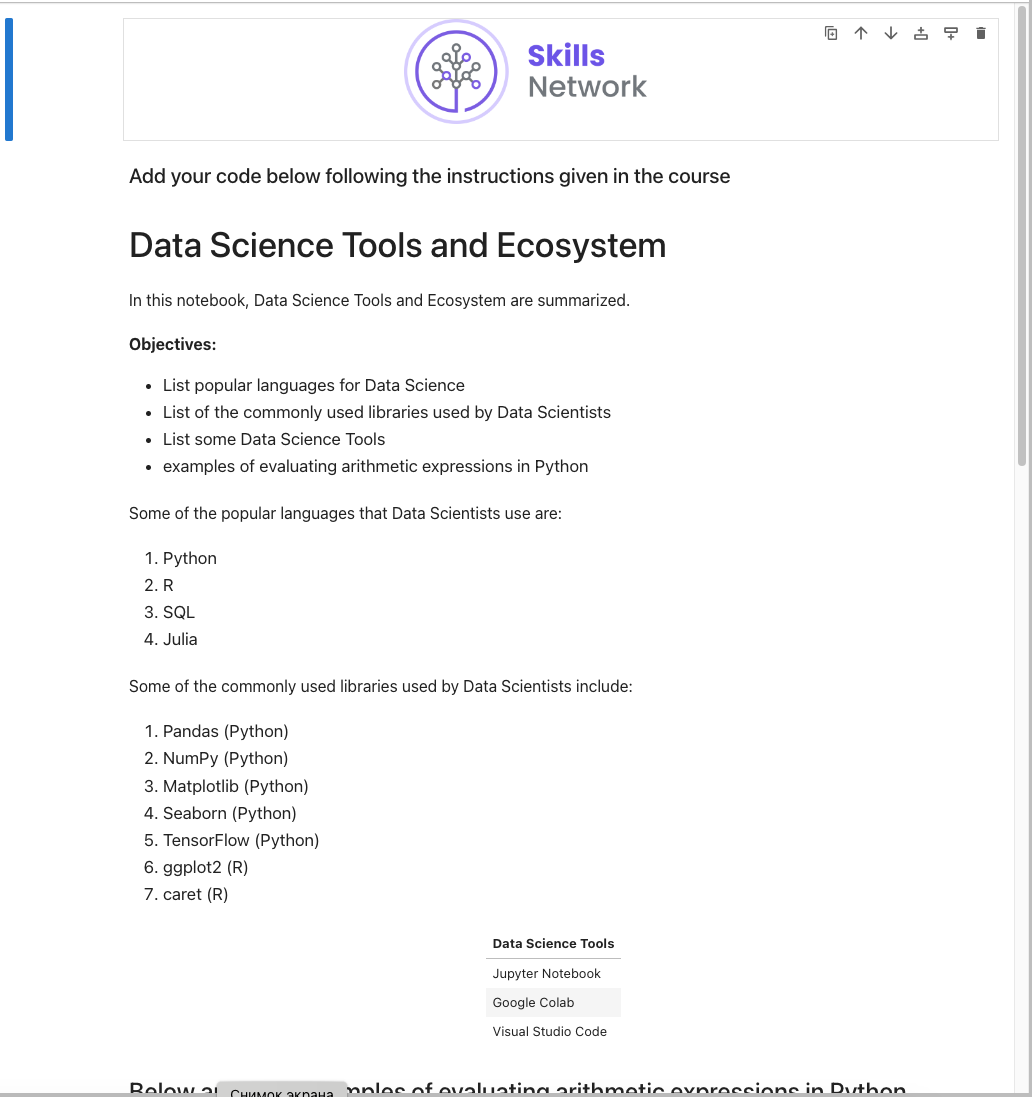 Skills
Network
Add your code below following the instructions given in the course
Data Science Tools and Ecosystem
In this notebook, Data Science Tools and Ecosystem are summarized.
Objectives:
• List popular languages for Data Science
• List of the commonly used libraries used by Data Scientists
• List some Data Science Tools
• examples of evaluating arithmetic expressions in Python
Some of the popular languages that Data Scientists use are:
1. Python
2. R
3. SQL
4. Julia
Some of the commonly used libraries used by Data Scientists include:
1. Pandas (Python)
2. NumPy (Python)
3. Matplotlib (Python)
4. Seaborn (Python)
5. TensorFlow (Python)
6. ggplot2 (R)
7. caret (R)
Data Science Tools
Jupyter Notebook
Google Colab
Visual Studio Code
Below of evaluating arithmetic expressions in Python
Снимок экрана